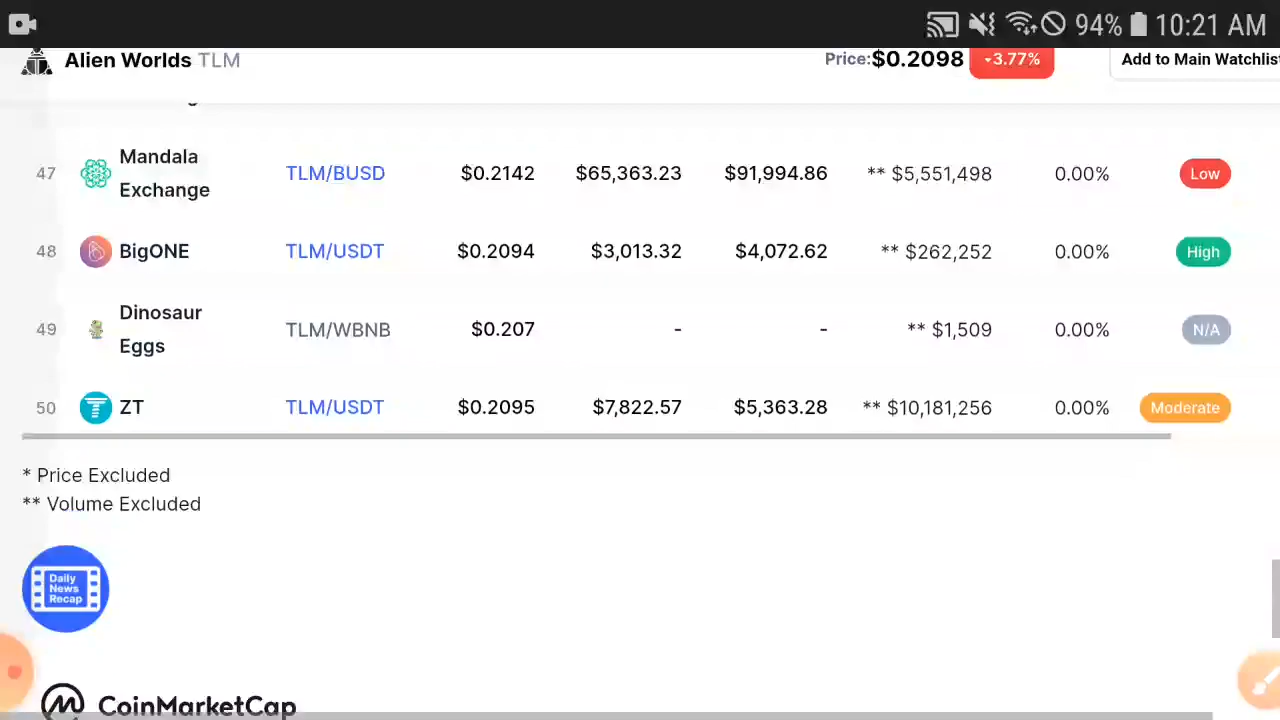 94% 10:21 AM
Alien Worlds TLM Price: $0.2098 -3.77% Add to Main Watchlist
47 Mandala Exchange TLM/BUSD $0.2142 $65,363.23 $91,994.86 ** $5,551,498 0.00% Low
48 BigONE TLM/USDT $0.2094 $3,013.32 $4,072.62 ** $262,252 0.00% High
49 Dinosaur Eggs TLM/WBNB $0.207 - - ** $1,509 0.00% N/A
50 ZT TLM/USDT $0.2095 $7,822.57 $5,363.28 ** $10,181,256 0.00% Moderate
* Price Excluded
** Volume Excluded
Daily
News
Recap
CoinMarketCap